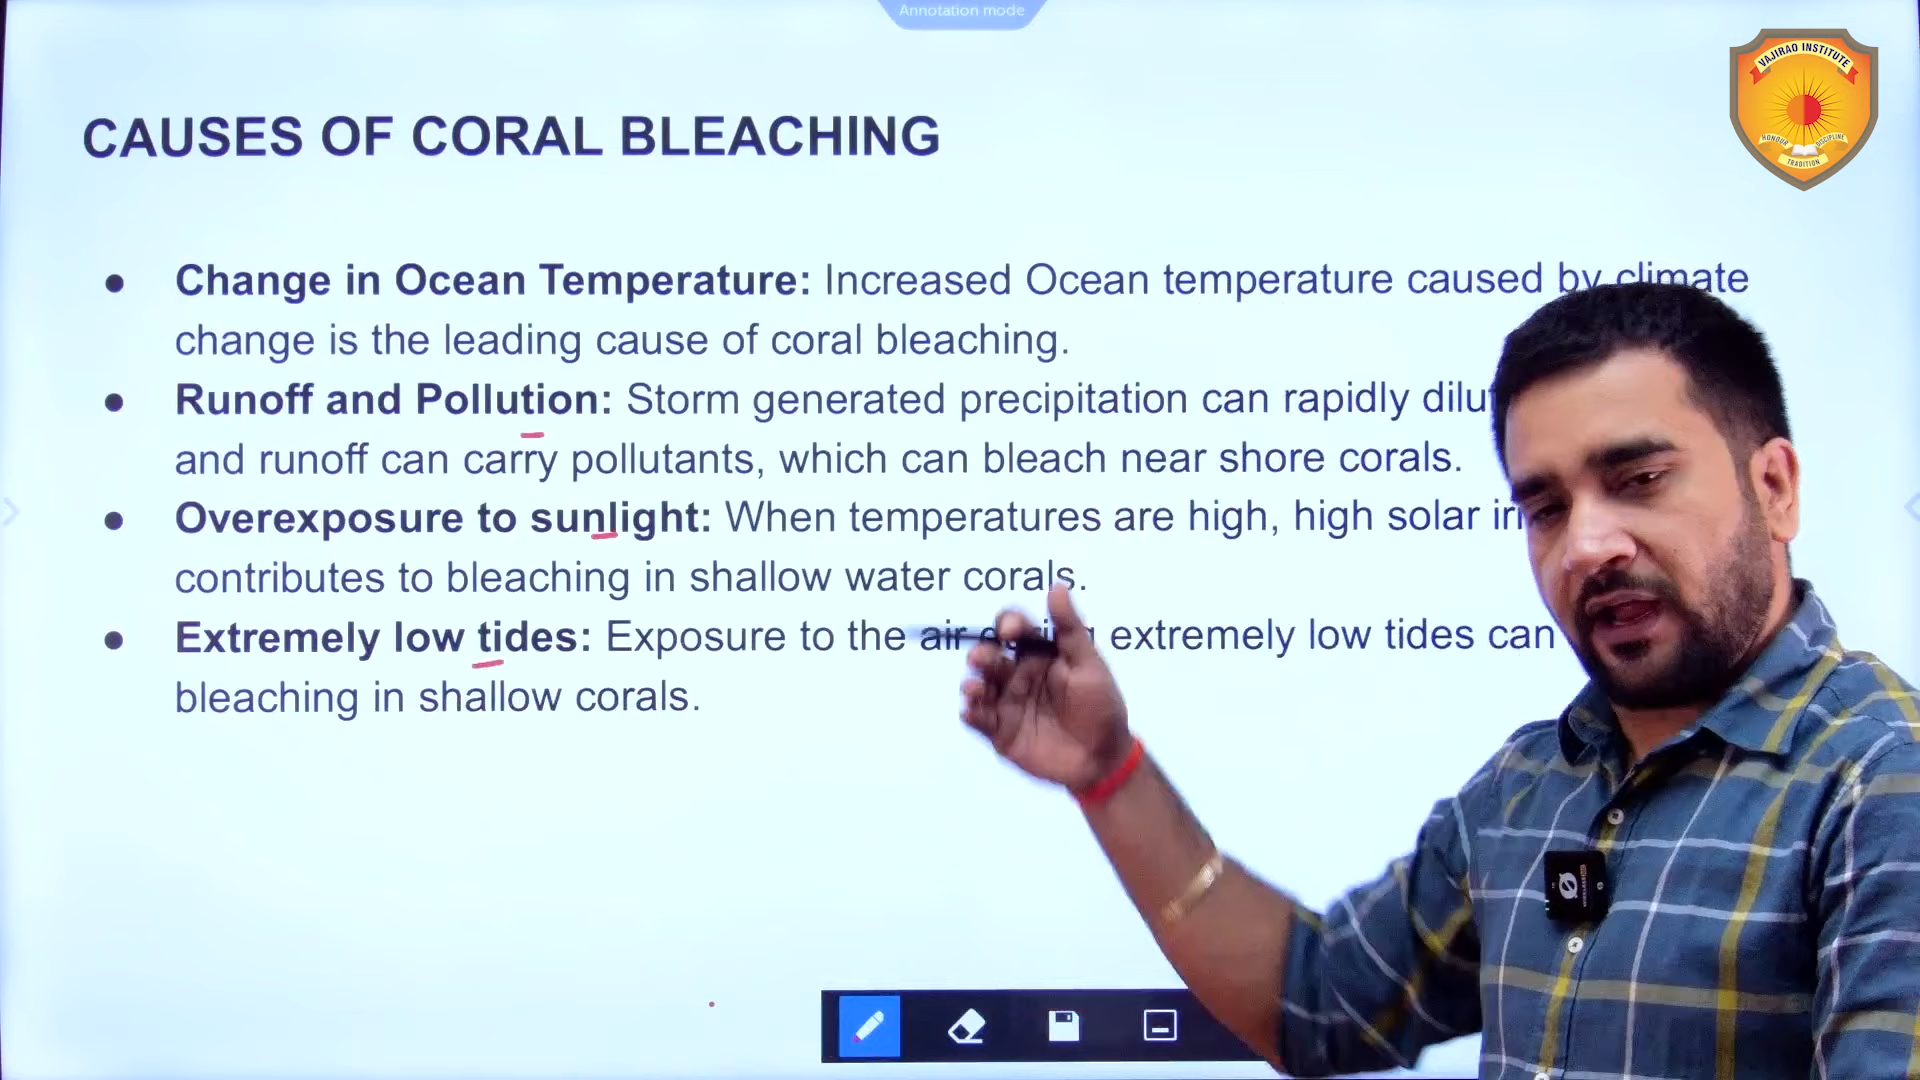 Annotation mode
VAJIRAO INSTITUTE
HONOUR DISCIPLINE
TRADITION
CAUSES OF CORAL BLEACHING
● Change in Ocean Temperature: Increased Ocean temperature caused by climate
change is the leading cause of coral bleaching.
● Runoff and Pollution: Storm generated precipitation can rapidly
and runoff can carry pollutants, which can bleach near shore corals.
● Overexposure to sunlight: When temperatures are high, high solar
contributes to bleaching in shallow water corals.
● Extremely low tides: Exposure to the air extremely low tides can
bleaching in shallow corals.